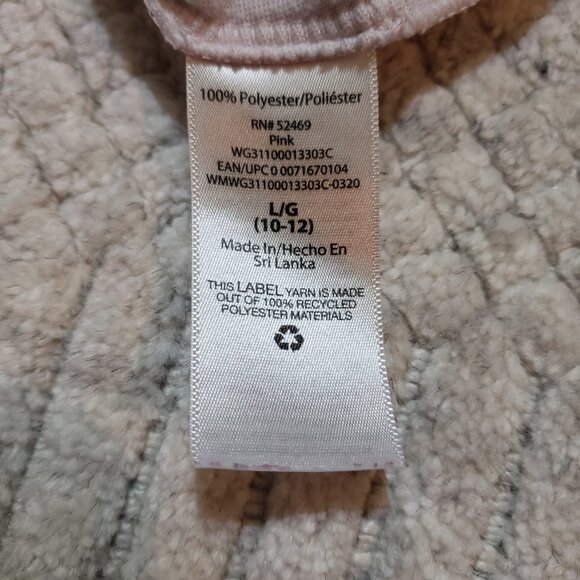 100% Polyester/Poliéster
RN# 52469
Pink
WG31100013303C
EAN/UPC 0 0071670104
WMWG31100013303C-0320
L/G
(10-12)
Made In/Hecho En
Sri Lanka
THIS LABEL YARN IS MADE
OUT OF 100% RECYCLED
POLYESTER MATERIALS